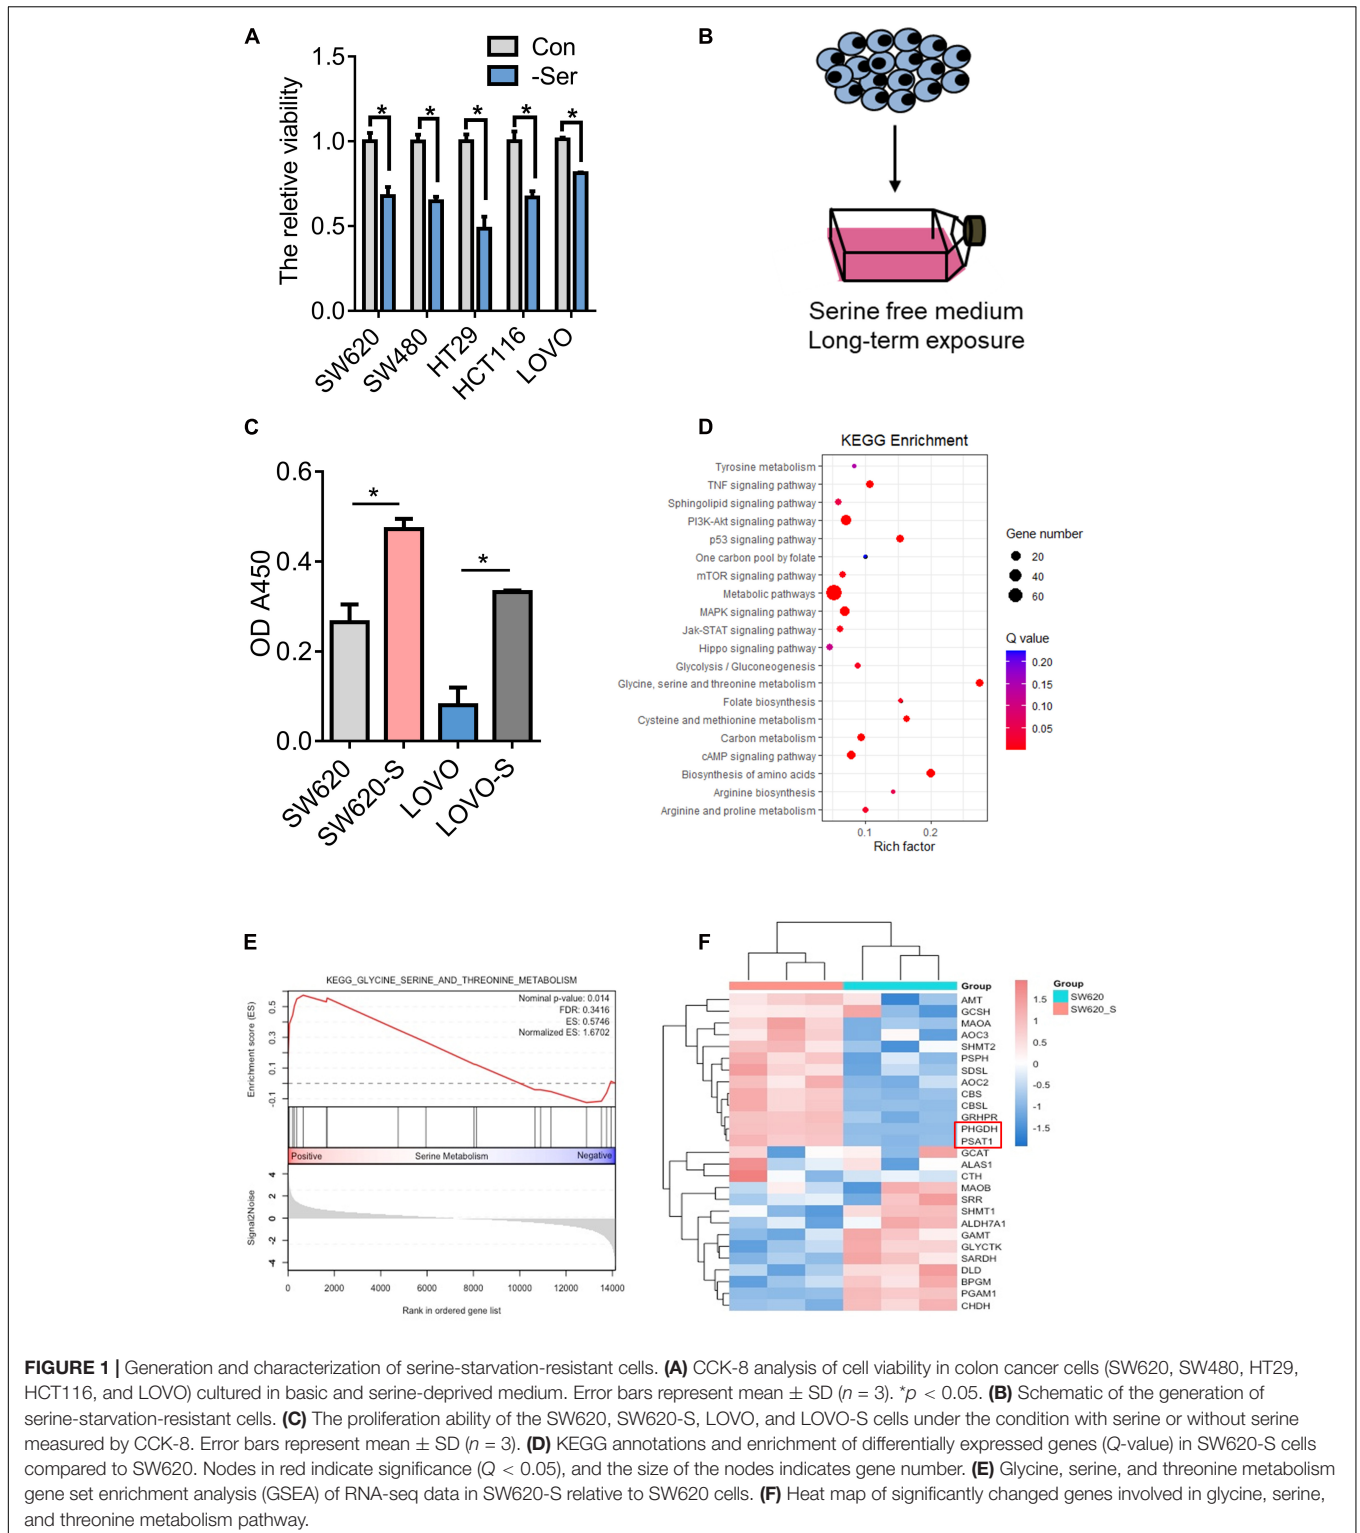 A
Con
-Ser
The reletive viability
1.5
1.0
0.5
0.0
* * * * *
SW620
SW480
HT29
HCT116
LOVO
B
Serine free medium
Long-term exposure
C
OD A450
0.6
0.4
0.2
0.0
*
*
SW620
SW620-S
LOVO
LOVO-S
D
KEGG Enrichment
Tyrosine metabolism
TNF signaling pathway
Sphingolipid signaling pathway
PI3K-Akt signaling pathway
p53 signaling pathway
One carbon pool by folate
mTOR signaling pathway
Metabolic pathways
MAPK signaling pathway
Jak-STAT signaling pathway
Hippo signaling pathway
Glycolysis / Gluconeogenesis
Glycine, serine and threonine metabolism
Folate biosynthesis
Cysteine and methionine metabolism
Carbon metabolism
cAMP signaling pathway
Biosynthesis of amino acids
Arginine biosynthesis
Arginine and proline metabolism
0.1 0.2
Rich factor
Gene number
20
40
60
Q value
0.20
0.15
0.10
0.05
E
KEGG_GLYCINE_SERINE_AND_THREONINE_METABOLISM
Nominal p-value: 0.014
FDR: 0.3416
ES: 0.5746
Normalized ES: 1.6702
Enrichment score (ES)
0.5
0.3
0.1
-0.1
Positive Serine Metabolism Negative
Signal2Noise
4
2
0
-2
-4
0 2000 4000 6000 8000 10000 12000 14000
Rank in ordered gene list
F
Group
AMT
GCSH
MAOA
AOC3
SHMT2
PSPH
SDSL
AOC2
CBS
CBSL
GRHPR
PHGDH
PSAT1
GCAT
ALAS1
CTH
MAOB
SRR
SHMT1
ALDH7A1
GAMT
GLYCTK
SARDH
DLD
BPGM
PGAM1
CHDH
1.5
1
0.5
0
-0.5
-1
-1.5
Group
SW620
SW620_S
FIGURE 1 | Generation and characterization of serine-starvation-resistant cells. (A) CCK-8 analysis of cell viability in colon cancer cells (SW620, SW480, HT29,
HCT116, and LOVO) cultured in basic and serine-deprived medium. Error bars represent mean ± SD (n = 3). *p < 0.05. (B) Schematic of the generation of
serine-starvation-resistant cells. (C) The proliferation ability of the SW620, SW620-S, LOVO, and LOVO-S cells under the condition with serine or without serine
measured by CCK-8. Error bars represent mean ± SD (n = 3). (D) KEGG annotations and enrichment of differentially expressed genes (Q-value) in SW620-S cells
compared to SW620. Nodes in red indicate significance (Q < 0.05), and the size of the nodes indicates gene number. (E) Glycine, serine, and threonine metabolism
gene set enrichment analysis (GSEA) of RNA-seq data in SW620-S relative to SW620 cells. (F) Heat map of significantly changed genes involved in glycine, serine,
and threonine metabolism pathway.